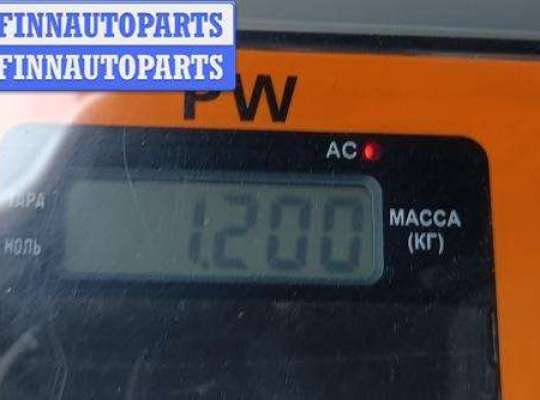 FINNAUTOPARTS
FINNAUTOPARTS
PW
AC
ТАРА
НОЛЬ
1.200
МАССА
(КГ)